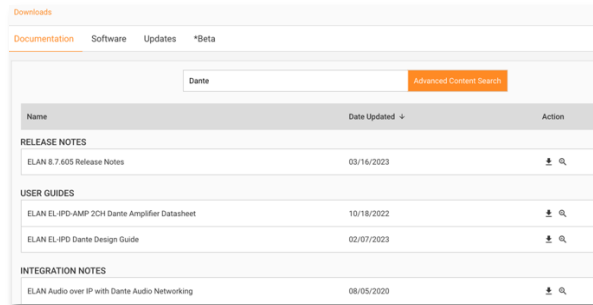 Downloads
Documentation Software Updates *Beta
Dante Advanced Content Search
Name Date Updated ↓ Action
RELEASE NOTES
ELAN 8.7.605 Release Notes 03/16/2023
USER GUIDES
ELAN EL-IPD-AMP 2CH Dante Amplifier Datasheet 10/18/2022
ELAN EL-IPD Dante Design Guide 02/07/2023
INTEGRATION NOTES
ELAN Audio over IP with Dante Audio Networking 08/05/2020